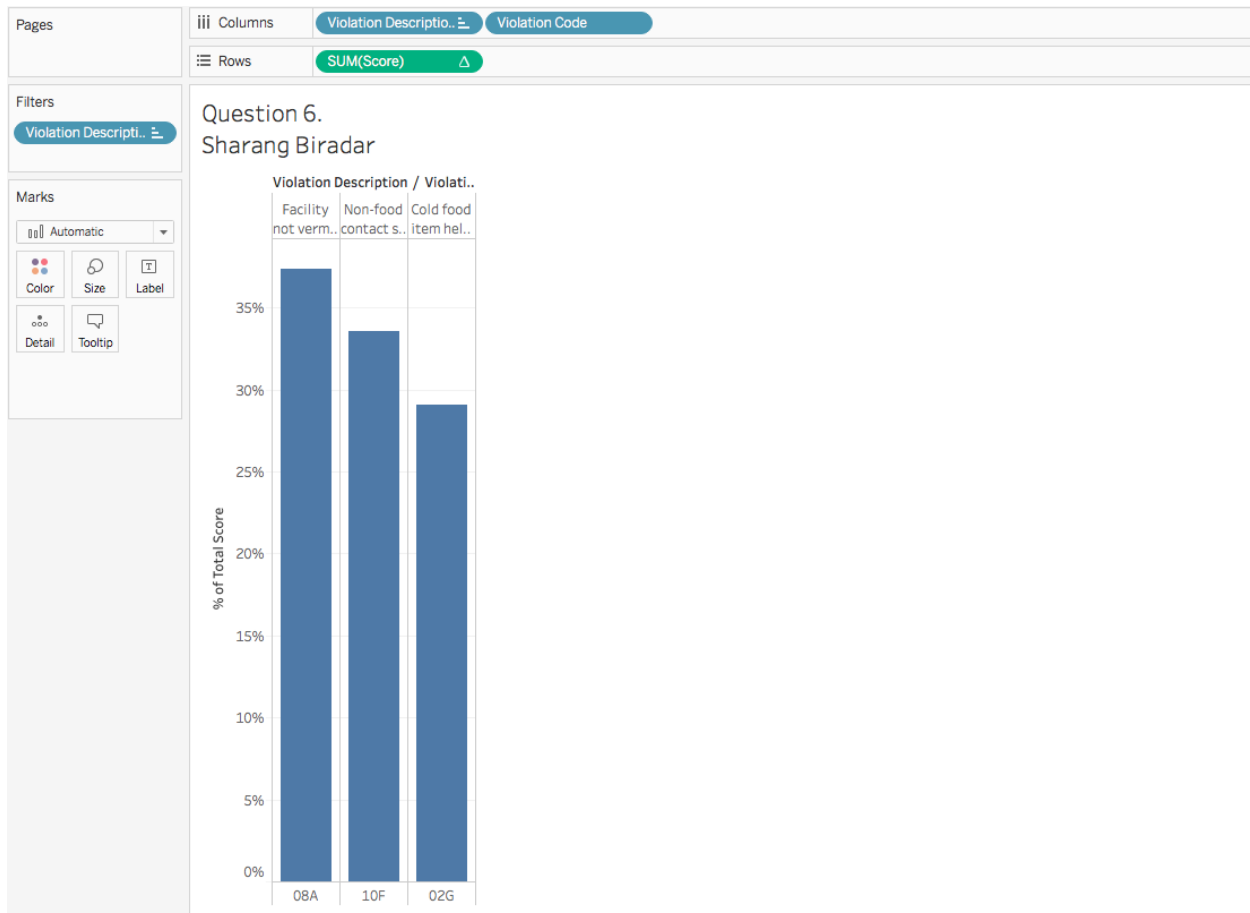 Pages
Columns
Violation Descriptio..
Violation Code
Rows
SUM(Score)
Filters
Violation Descripti..
Marks
Automatic
Color
Size
Label
Detail
Tooltip
Question 6.
Sharang Biradar
Violation Description / Violati..
Facility
not verm..
Non-food
contact s..
Cold food
item hel..
% of Total Score
35%
30%
25%
20%
15%
10%
5%
0%
08A
10F
02G